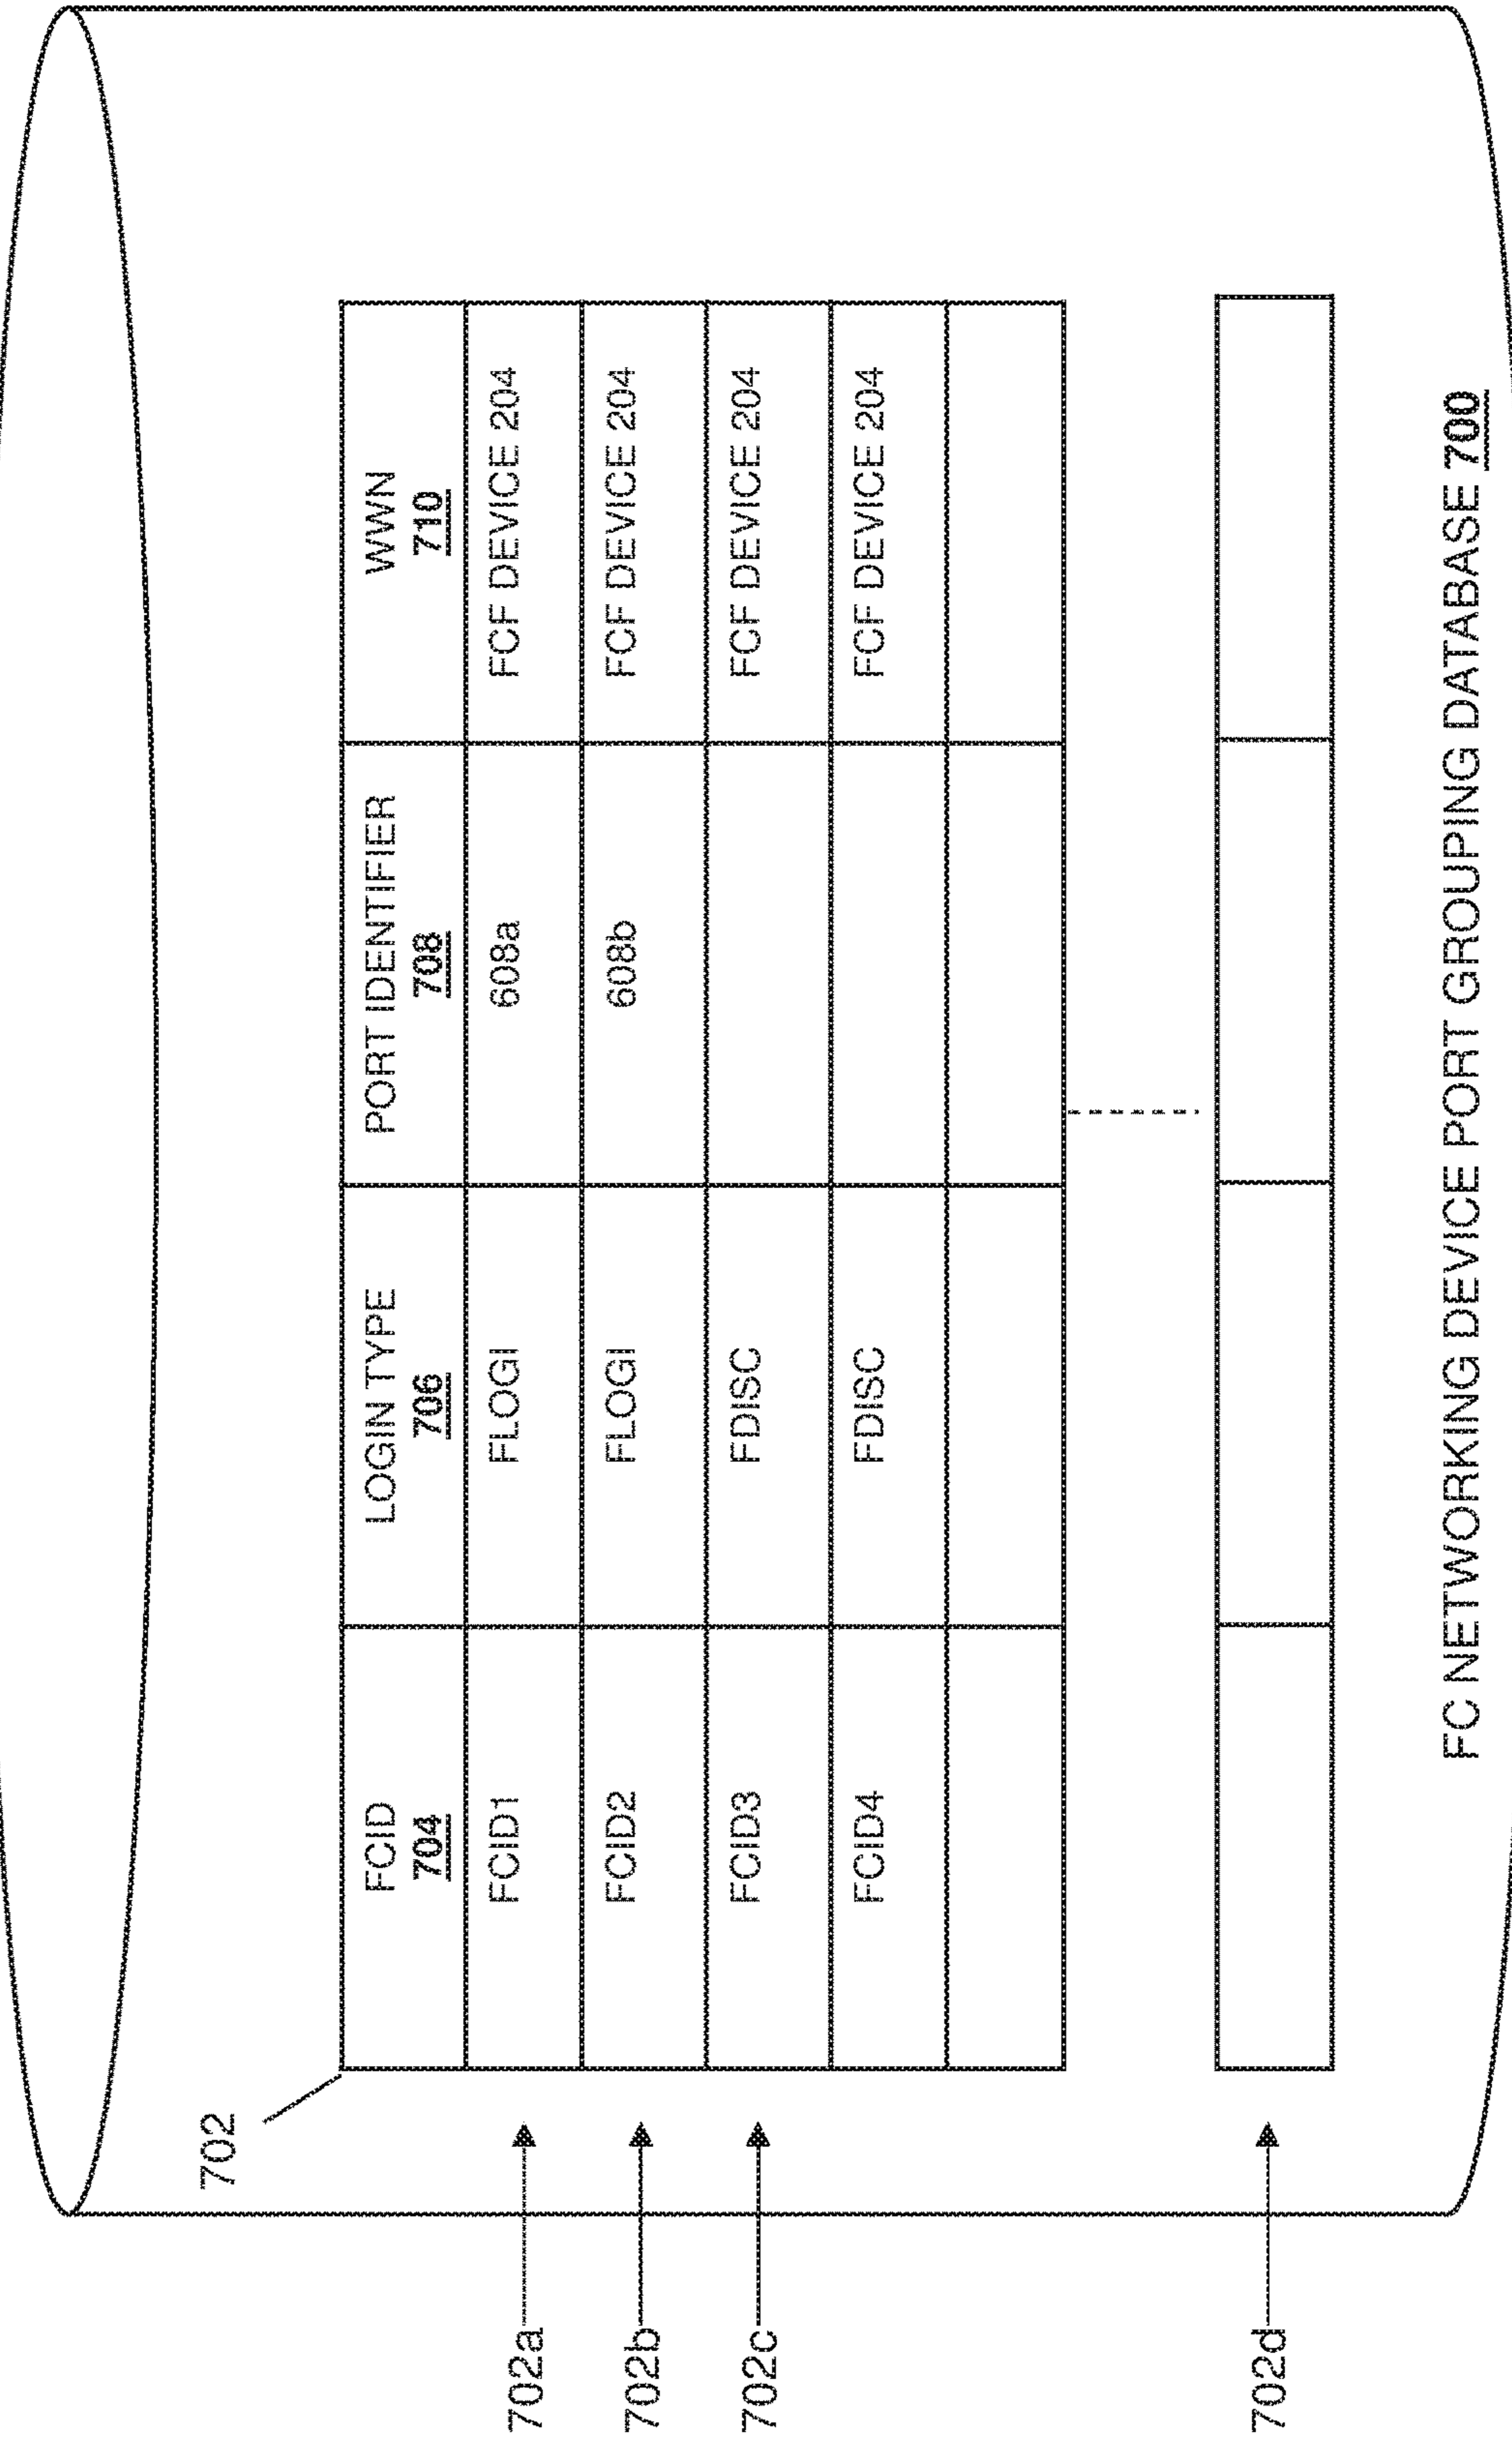 702
FCID
704
LOGIN TYPE
706
PORT IDENTIFIER
708
WWN
710
702a
FCID1
FLOGI
608a
FCF DEVICE 204
702b
FCID2
FLOGI
608b
FCF DEVICE 204
702c
FCID3
FDISC
FCF DEVICE 204
FCID4
FDISC
FCF DEVICE 204
702d
FC NETWORKING DEVICE PORT GROUPING DATABASE 700